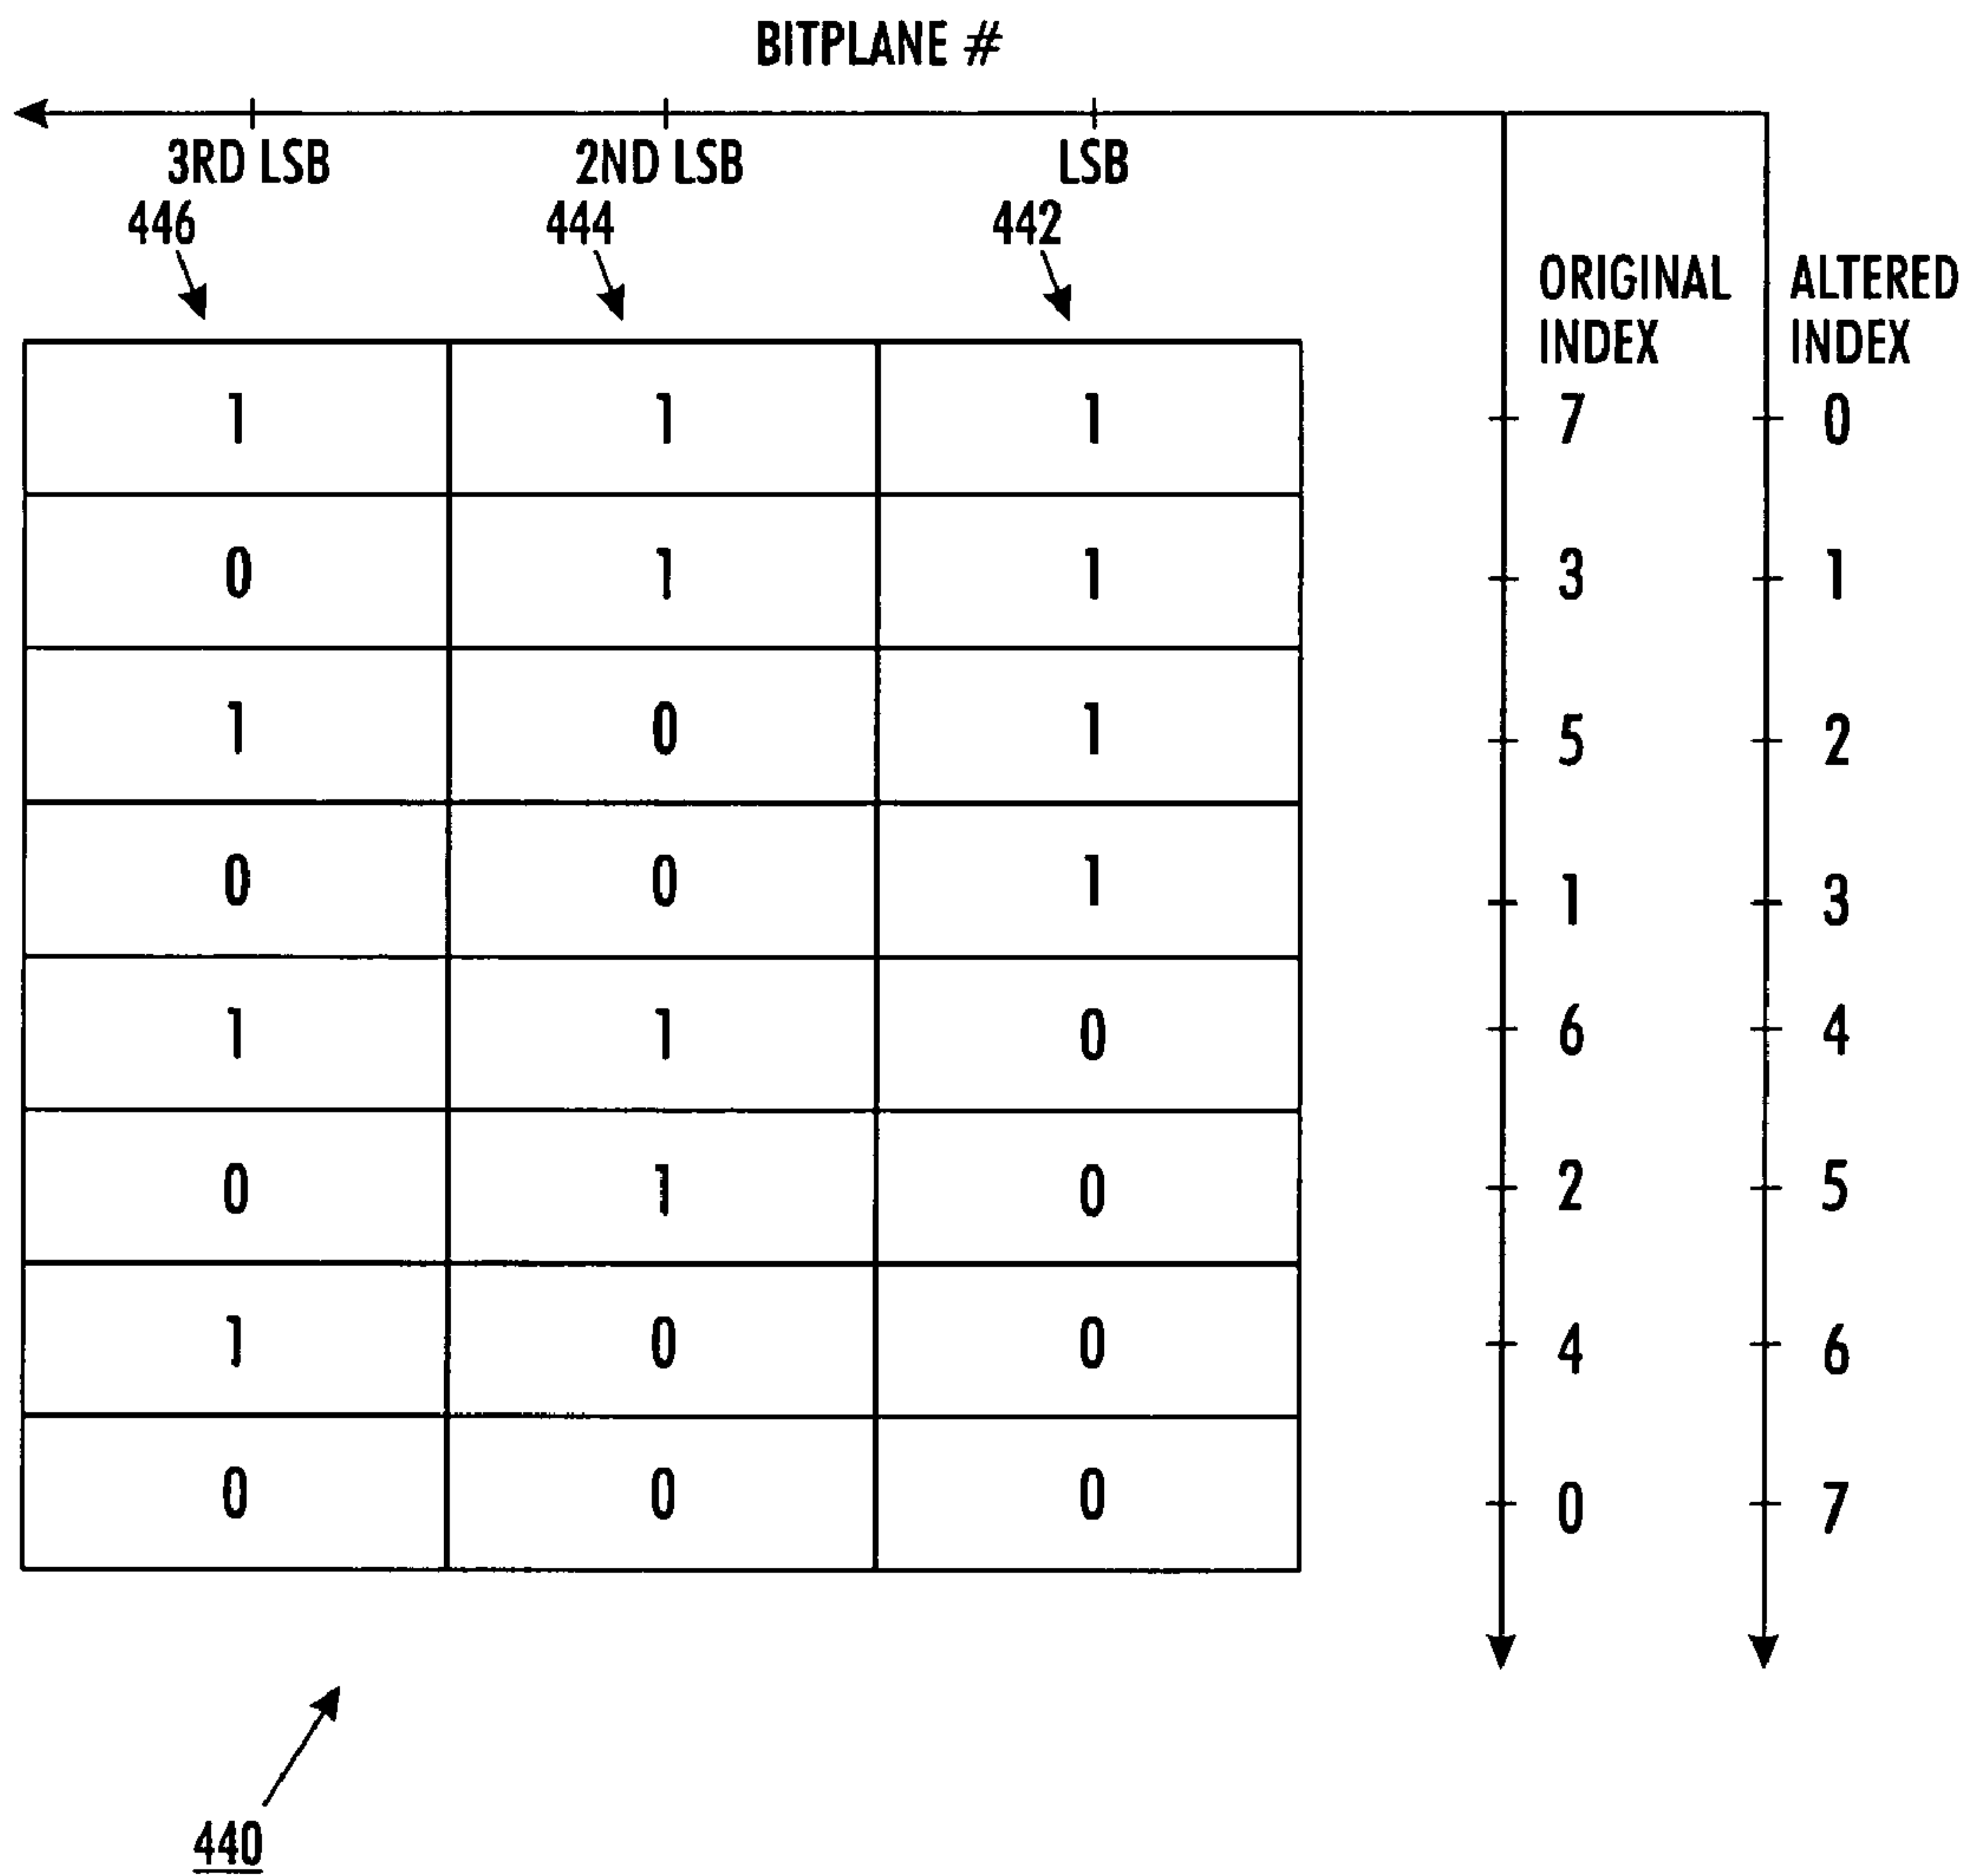 BITPLANE #
3RD LSB 2ND LSB LSB
446 444 442
ORIGINAL INDEX ALTERED INDEX
1 1 1 7 0
0 1 1 3 1
1 0 1 5 2
0 0 1 1 3
1 1 0 6 4
0 1 0 2 5
1 0 0 4 6
0 0 0 0 7
440